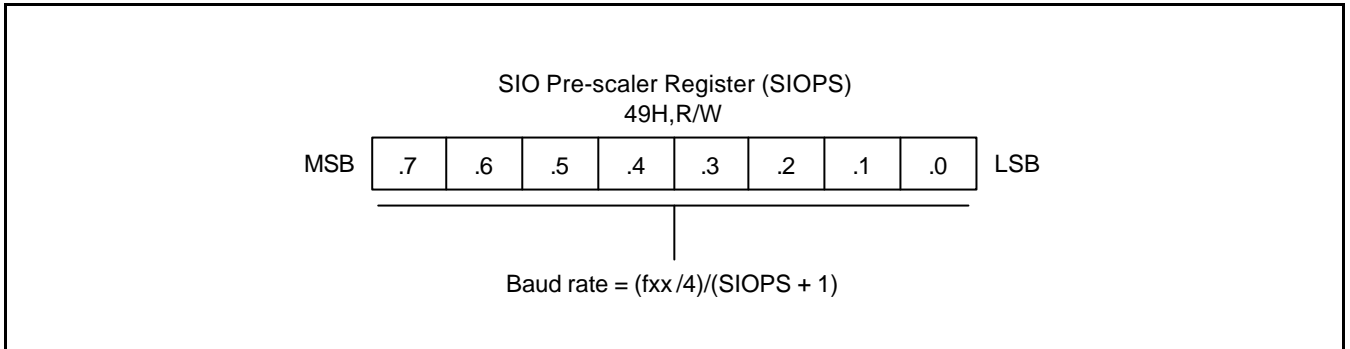 SIO Pre-scaler Register (SIOPS)
49H,R/W
MSB .7 .6 .5 .4 .3 .2 .1 .0 LSB
Baud rate = (fxx /4)/(SIOPS + 1)